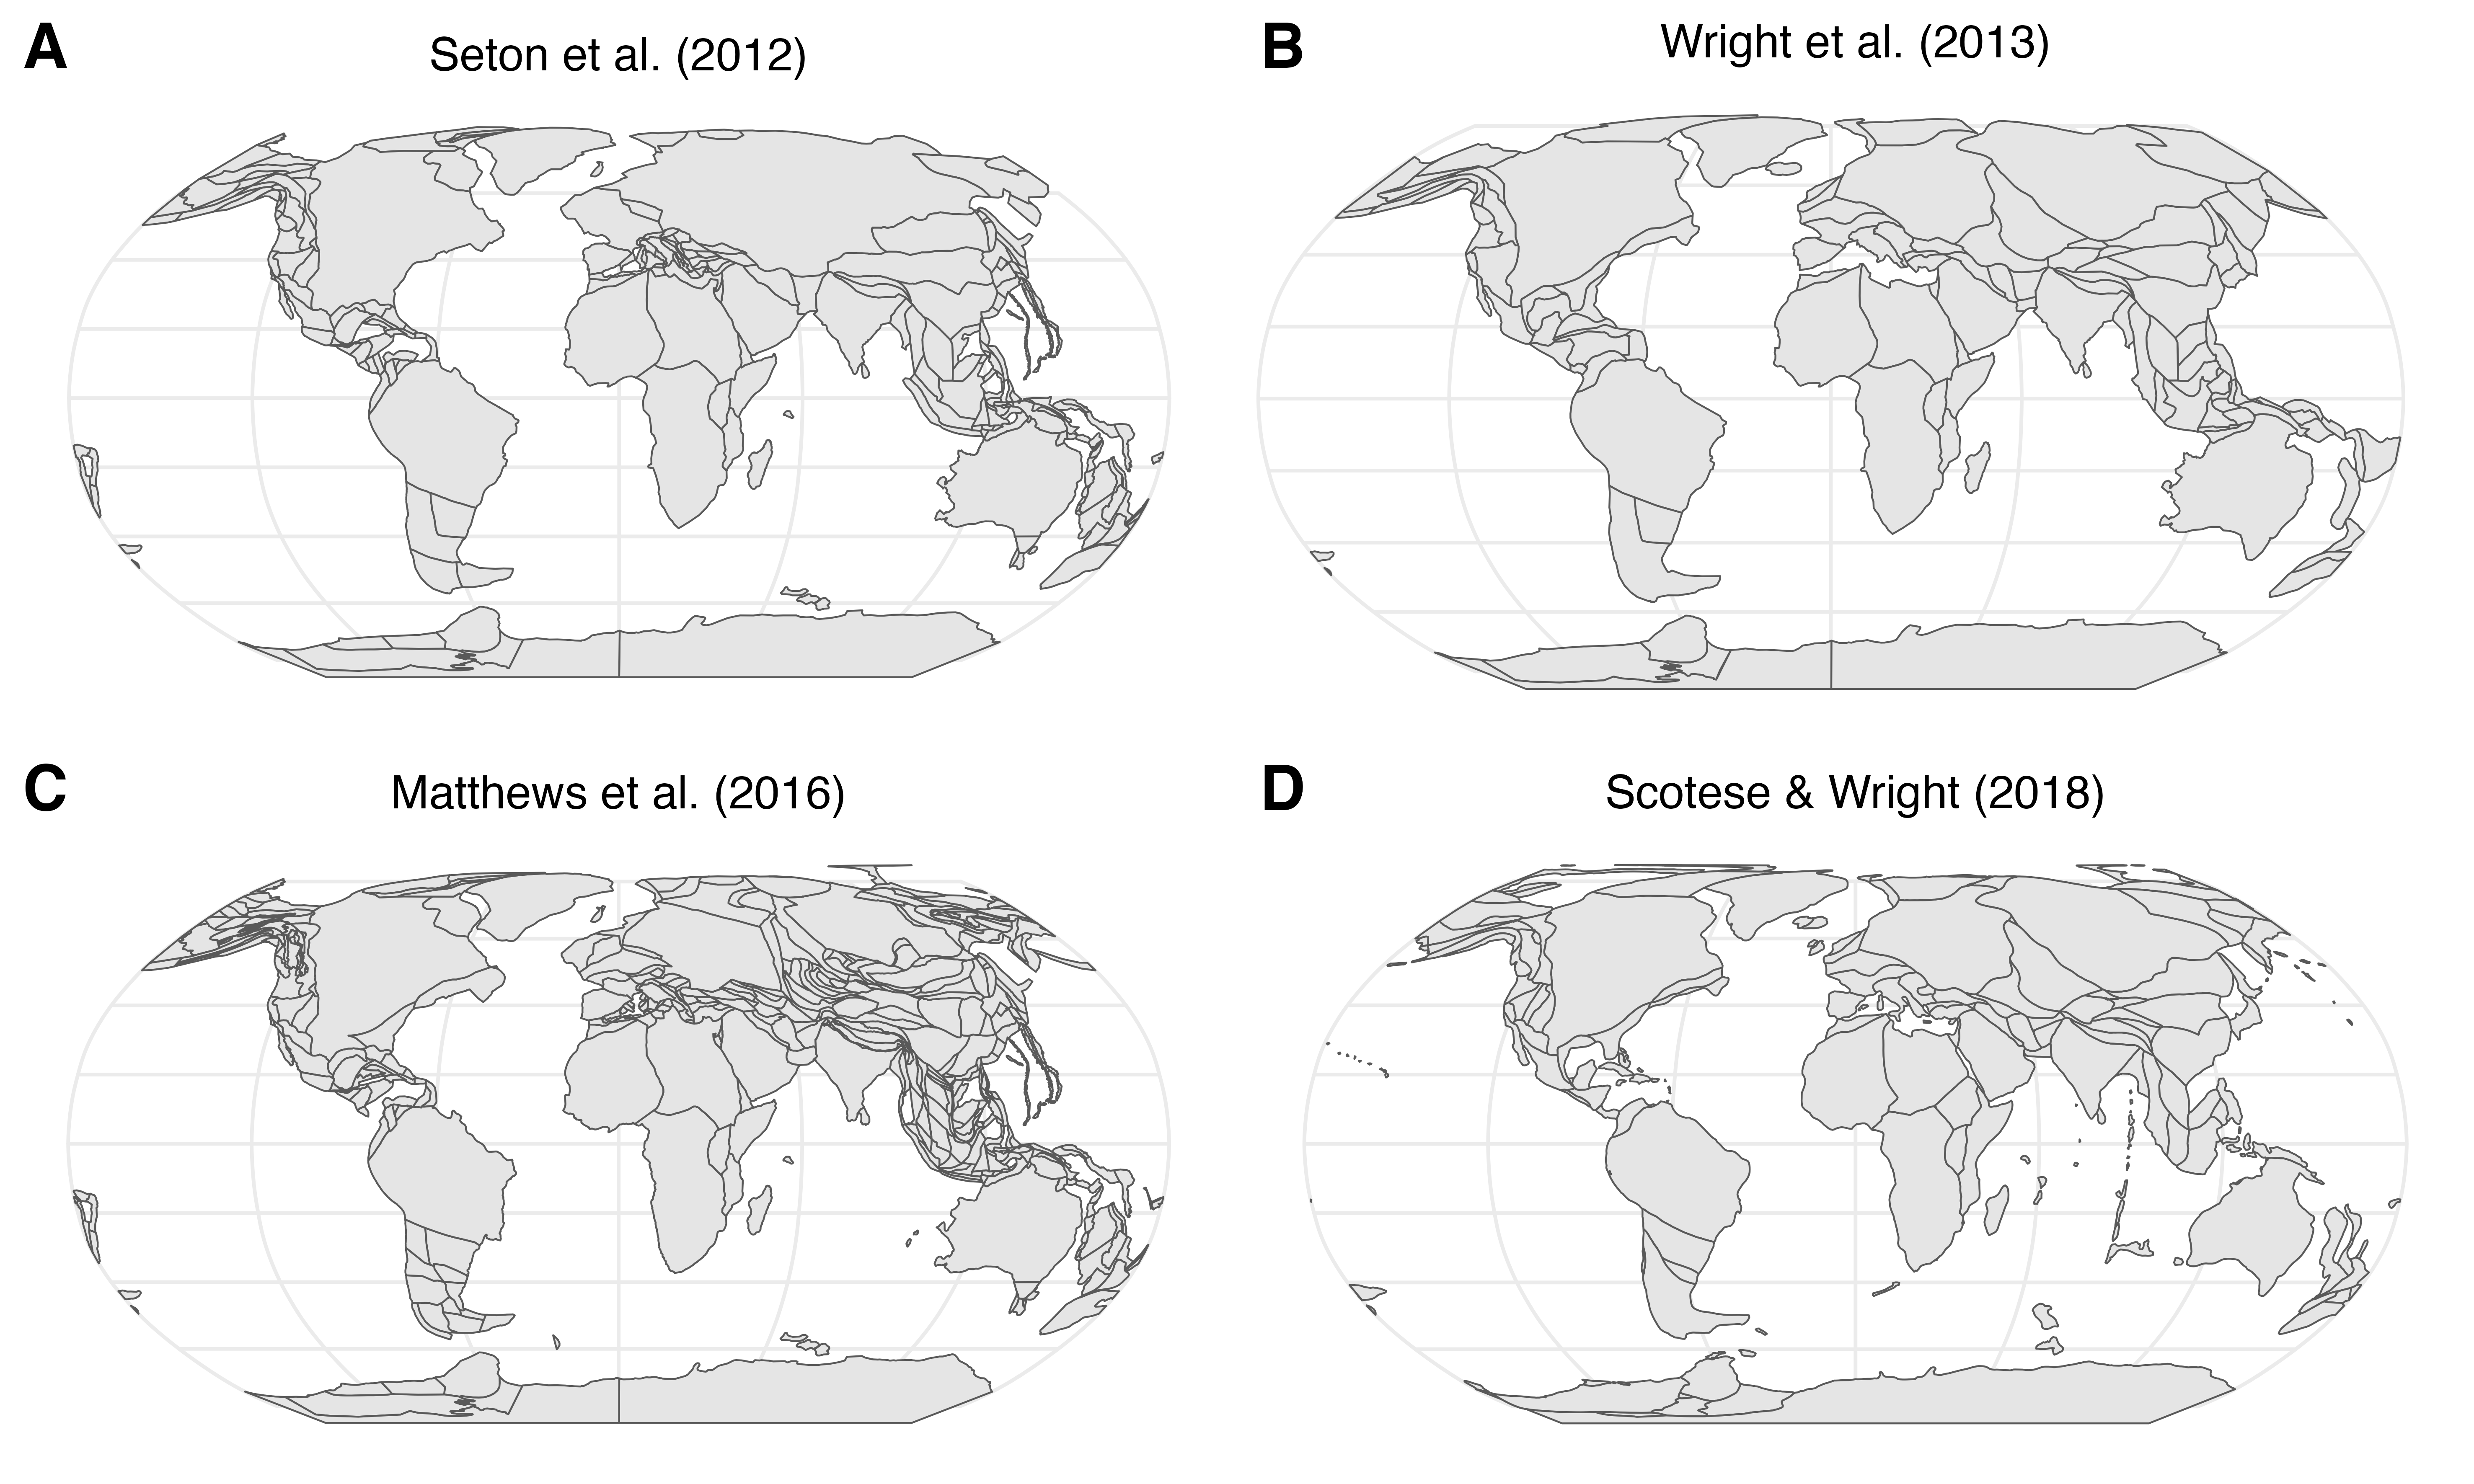 A
Seton et al. (2012)
B
Wright et al. (2013)
C
Matthews et al. (2016)
D
Scotese & Wright (2018)